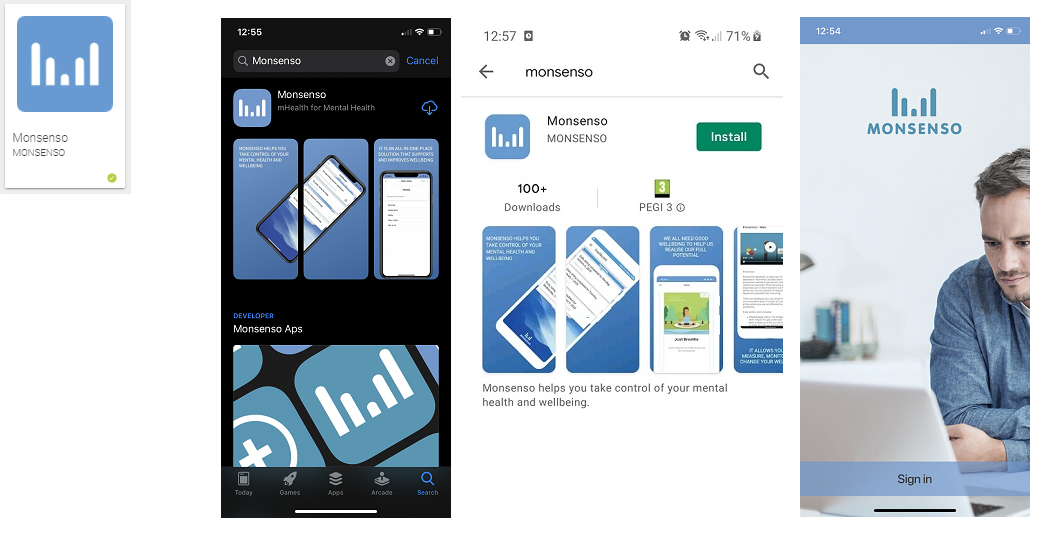 Monsenso
MONSENSO
12:55
Monsenso
Cancel
Monsenso
mHealth for Mental Health
MONSENSO HELPS YOU
TAKE CONTROL OF YOUR
MENTAL HEALTH AND
WELLBEING
IT IS AN ALL-IN-ONE-PLACE
SOLUTION THAT SUPPORTS
AND IMPROVES WELLBEING
DEVELOPER
Monsenso Aps
Today
Games
Apps
Arcade
Search
12:57
71%
monsenso
Monsenso
MONSENSO
Install
100+
Downloads
3
PEGI 3
MONSENSO HELPS YOU
TAKE CONTROL OF YOUR
MENTAL HEALTH AND
WELLBEING
WE ALL NEED GOOD
WELLBEING TO HELP US
REALISE OUR FULL
POTENTIAL
Just Breathe
IT ALLOWS YOU
MEASURE, MONITO
CHANGE YOUR WEL
Monsenso helps you take control of your mental
health and wellbeing.
12:54
MONSENSO
Sign in